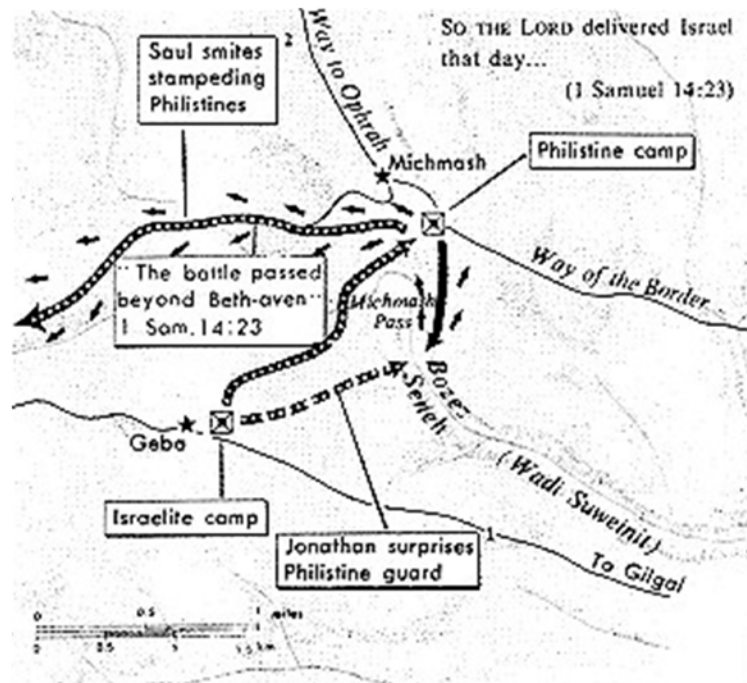 So THE LORD delivered Israel
that day...
(1 Samuel 14:23)
2
Way to Ophrah
Saul smites
stampeding
Philistines
Michmash
Philistine camp
Way of the Border
"The battle passed
beyond Beth-aven"
1 Sam. 14:23
Michmash
Pass
Bozez
Seneh
(Wadi Suweinit)
Geba
Israelite camp
Jonathan surprises
Philistine guard
1
To Gilgal
0 0.5 1 miles
0 0.5 1 1.5 km